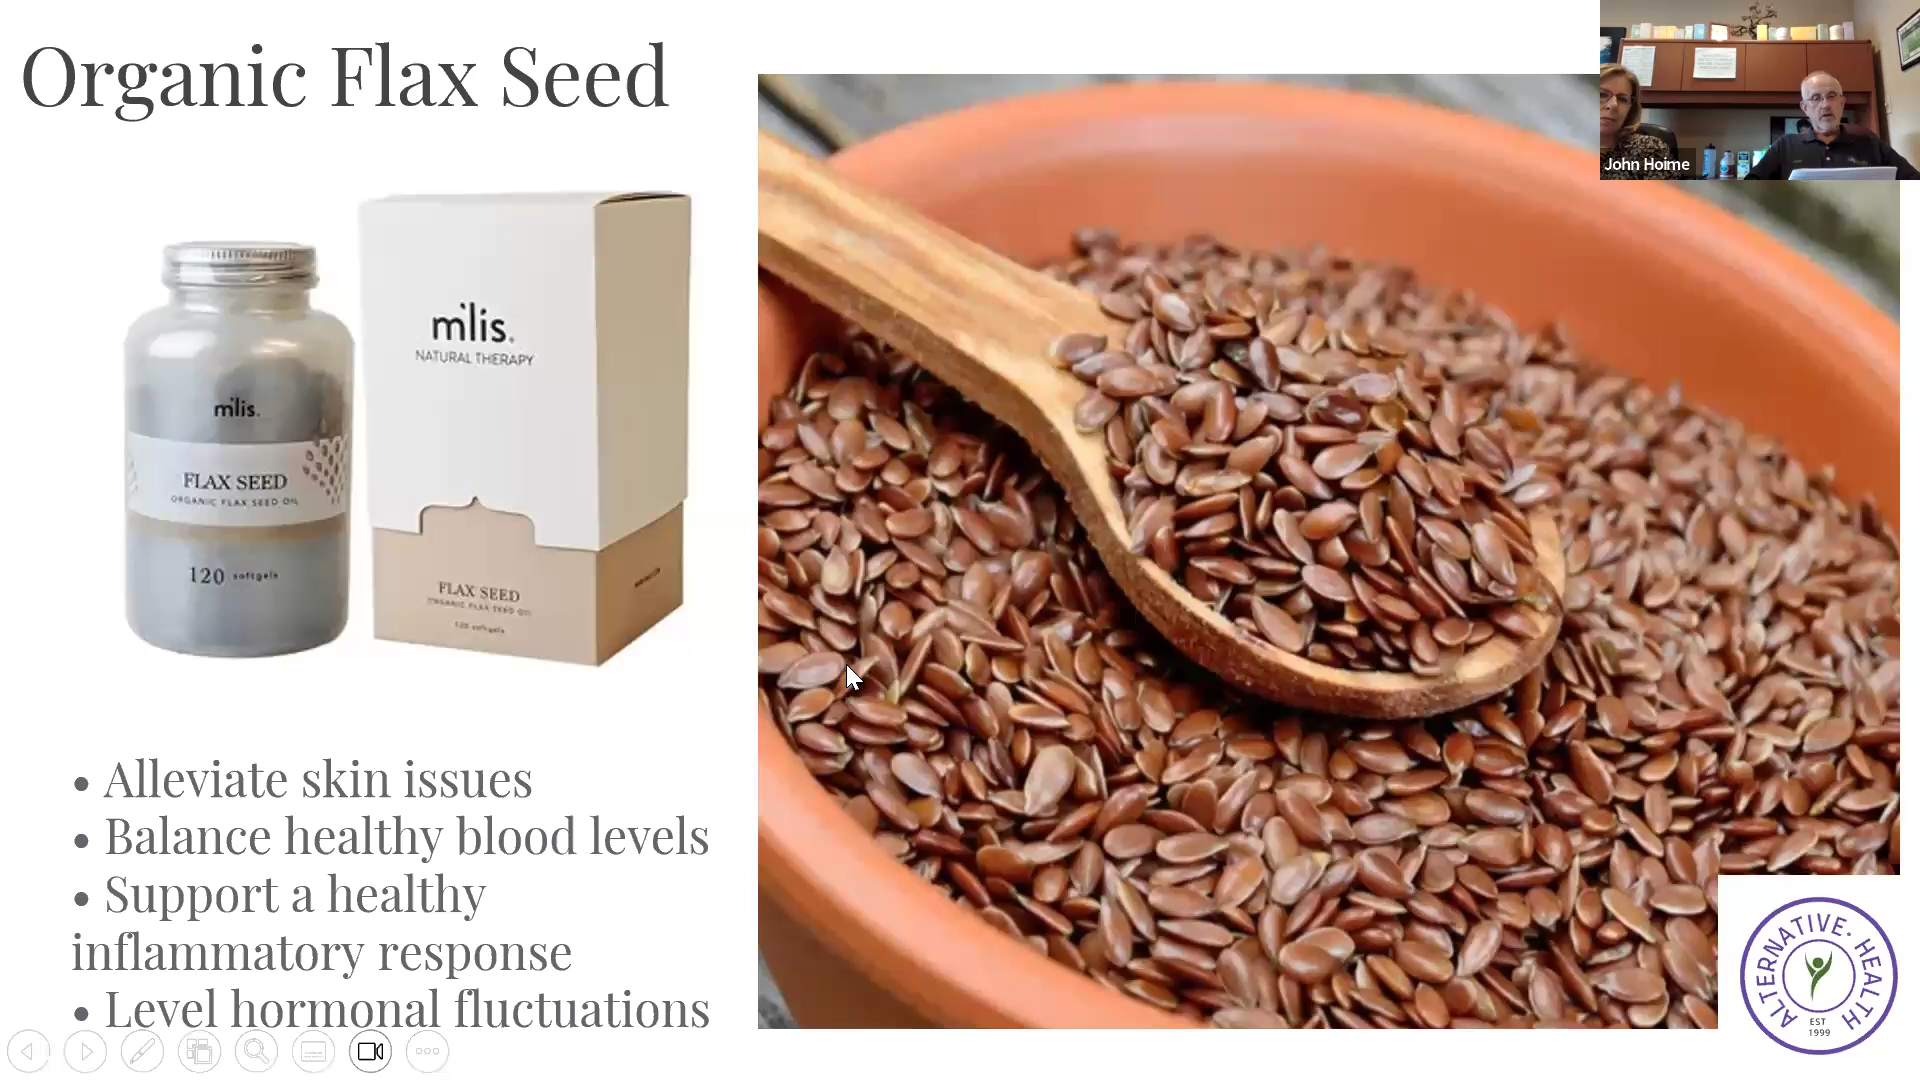 Organic Flax Seed
John Hoime
m'lis.
NATURAL THERAPY
m'lis.
FLAX SEED
ORGANIC FLAX SEED OIL
120 softgels
FLAX SEED
ORGANIC FLAX SEED OIL
120 softgels
• Alleviate skin issues
• Balance healthy blood levels
• Support a healthy
inflammatory response
• Level hormonal fluctuations
ALTERNATIVE. HEALTH
EST
1999